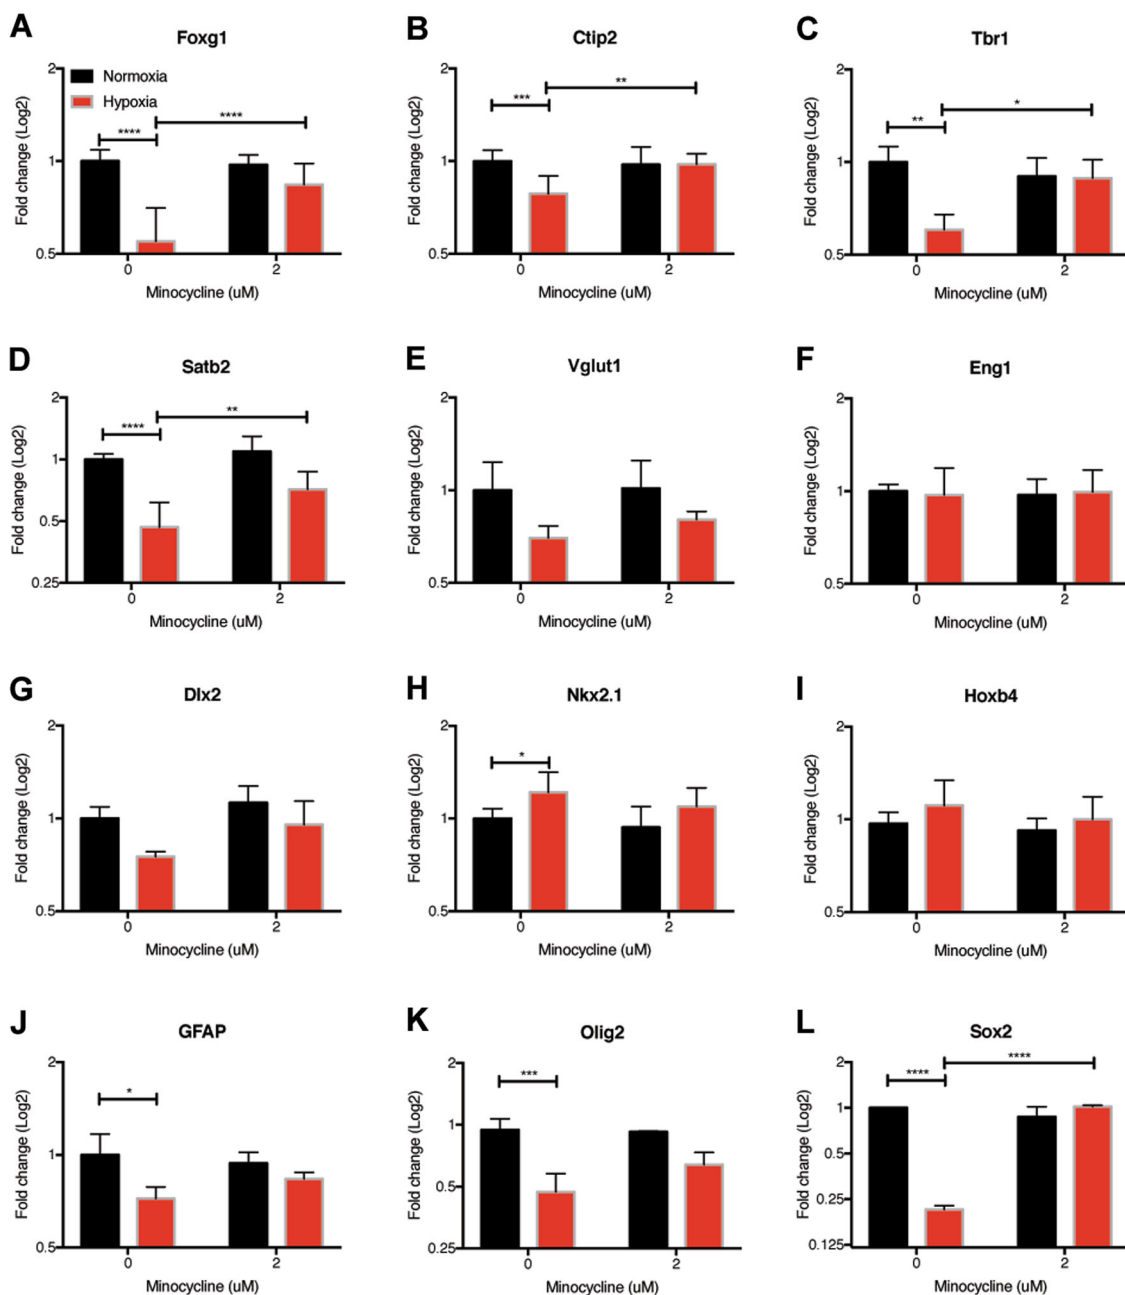 A
Foxg1
2
1
0.5
Fold change (Log2)
Normoxia
Hypoxia
****
****
0
2
Minocycline (uM)
B
Ctip2
2
1
0.5
Fold change (Log2)
***
**
0
2
Minocycline (uM)
C
Tbr1
2
1
0.5
Fold change (Log2)
**
*
0
2
Minocycline (uM)
D
Satb2
2
1
0.5
0.25
Fold change (Log2)
****
**
0
2
Minocycline (uM)
E
Vglut1
2
1
0.5
Fold change (Log2)
0
2
Minocycline (uM)
F
Eng1
2
1
0.5
Fold change (Log2)
0
2
Minocycline (uM)
G
Dlx2
2
1
0.5
Fold change (Log2)
0
2
Minocycline (uM)
H
Nkx2.1
2
1
0.5
Fold change (Log2)
*
0
2
Minocycline (uM)
I
Hoxb4
2
1
0.5
Fold change (Log2)
0
2
Minocycline (uM)
J
GFAP
2
1
0.5
Fold change (Log2)
*
0
2
Minocycline (uM)
K
Olig2
2
1
0.5
0.25
Fold change (Log2)
***
0
2
Minocycline (uM)
L
Sox2
2
1
0.5
0.25
0.125
Fold change (Log2)
****
****
0
2
Minocycline (uM)